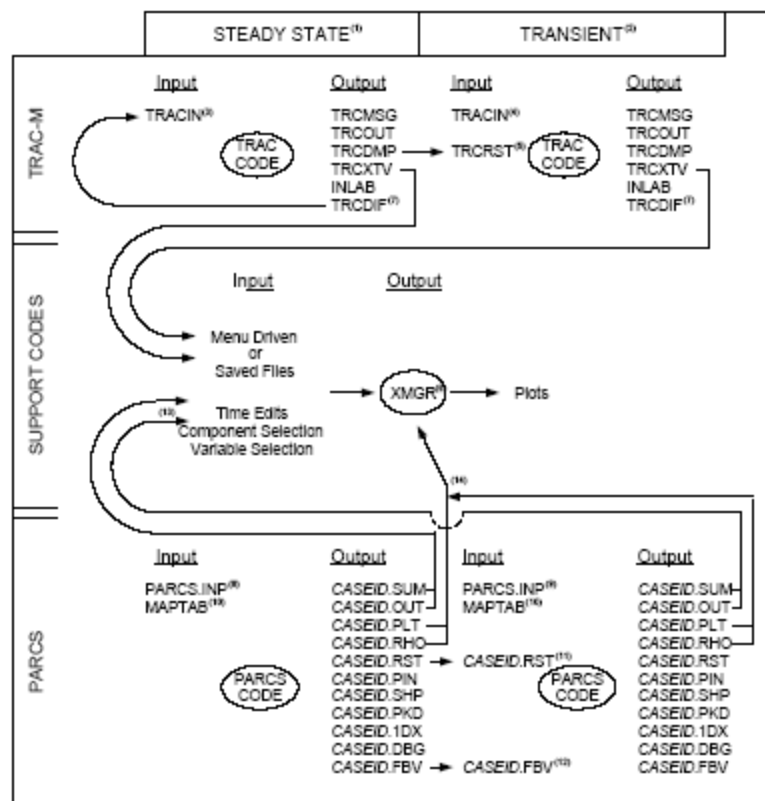 STEADY STATE(1) TRANSIENT(2)
TRAC-M
Input Output Input Output
TRACIN(3) TRCMSG TRACIN(4) TRCMSG
TRCOUT TRCOUT
TRAC CODE TRCDMP TRCRST(5) TRAC CODE TRCDMP
TRCXTV TRCXTV
INLAB INLAB
TRCDIF(7) TRCDIF(7)
SUPPORT CODES
Input Output
Menu Driven
or
Saved Files
XMGR Plots
(13) Time Edits
Component Selection
Variable Selection
(14)
PARCS
Input Output Input Output
PARCS.INP(8) CASEID.SUM PARCS.INP(9) CASEID.SUM
MAPTAB(10) CASEID.OUT MAPTAB(10) CASEID.OUT
CASEID.PLT CASEID.PLT
CASEID.RHO CASEID.RHO
CASEID.RST CASEID.RST(11) CASEID.RST
PARCS CODE CASEID.PIN PARCS CODE CASEID.PIN
CASEID.SHP CASEID.SHP
CASEID.PKD CASEID.PKD
CASEID.1DX CASEID.1DX
CASEID.DBG CASEID.DBG
CASEID.FBV CASEID.FBV(12) CASEID.FBV